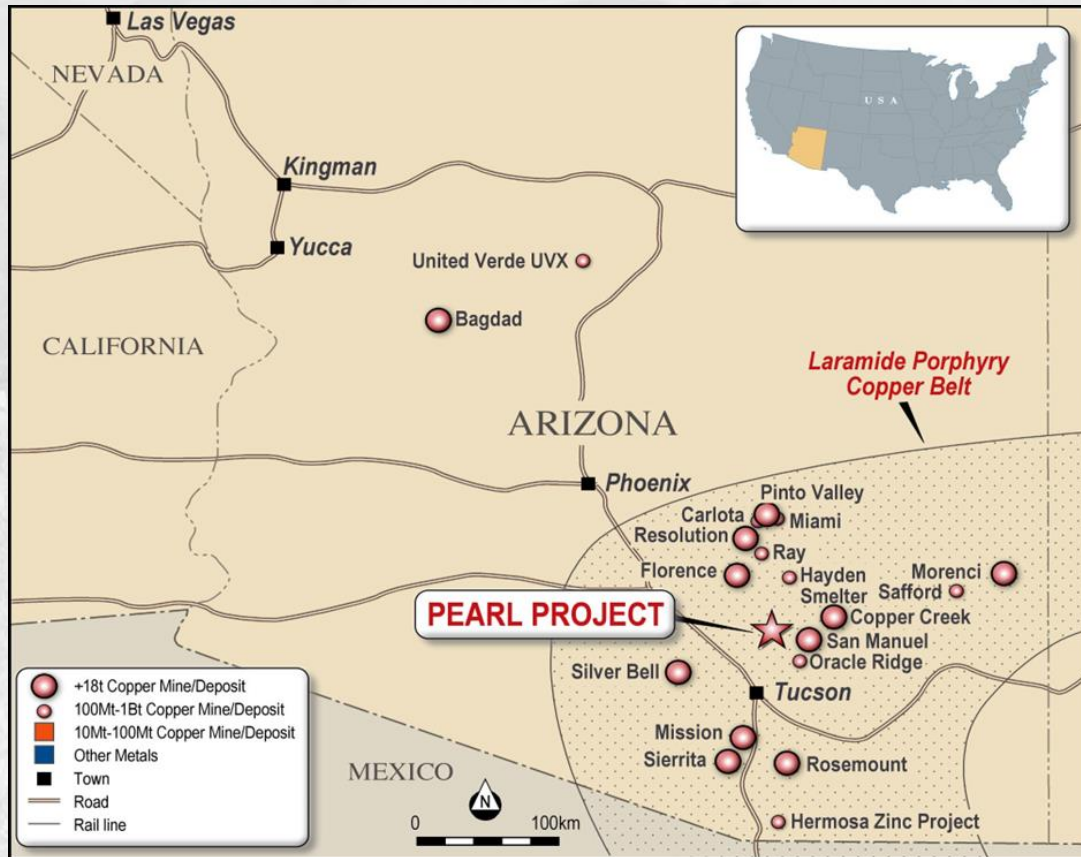 Las Vegas
NEVADA
USA
Kingman
Yucca
United Verde UVX
Bagdad
CALIFORNIA
Laramide Porphyry
Copper Belt
ARIZONA
Phoenix
Pinto Valley
Carlota
Miami
Resolution
Ray
Florence
Hayden
Smelter
Morenci
Safford
PEARL PROJECT
Copper Creek
San Manuel
Oracle Ridge
Silver Bell
Tucson
Mission
Sierrita
Rosemount
MEXICO
Hermosa Zinc Project
N
0 100km
+18t Copper Mine/Deposit
100Mt-1Bt Copper Mine/Deposit
10Mt-100Mt Copper Mine/Deposit
Other Metals
Town
Road
Rail line